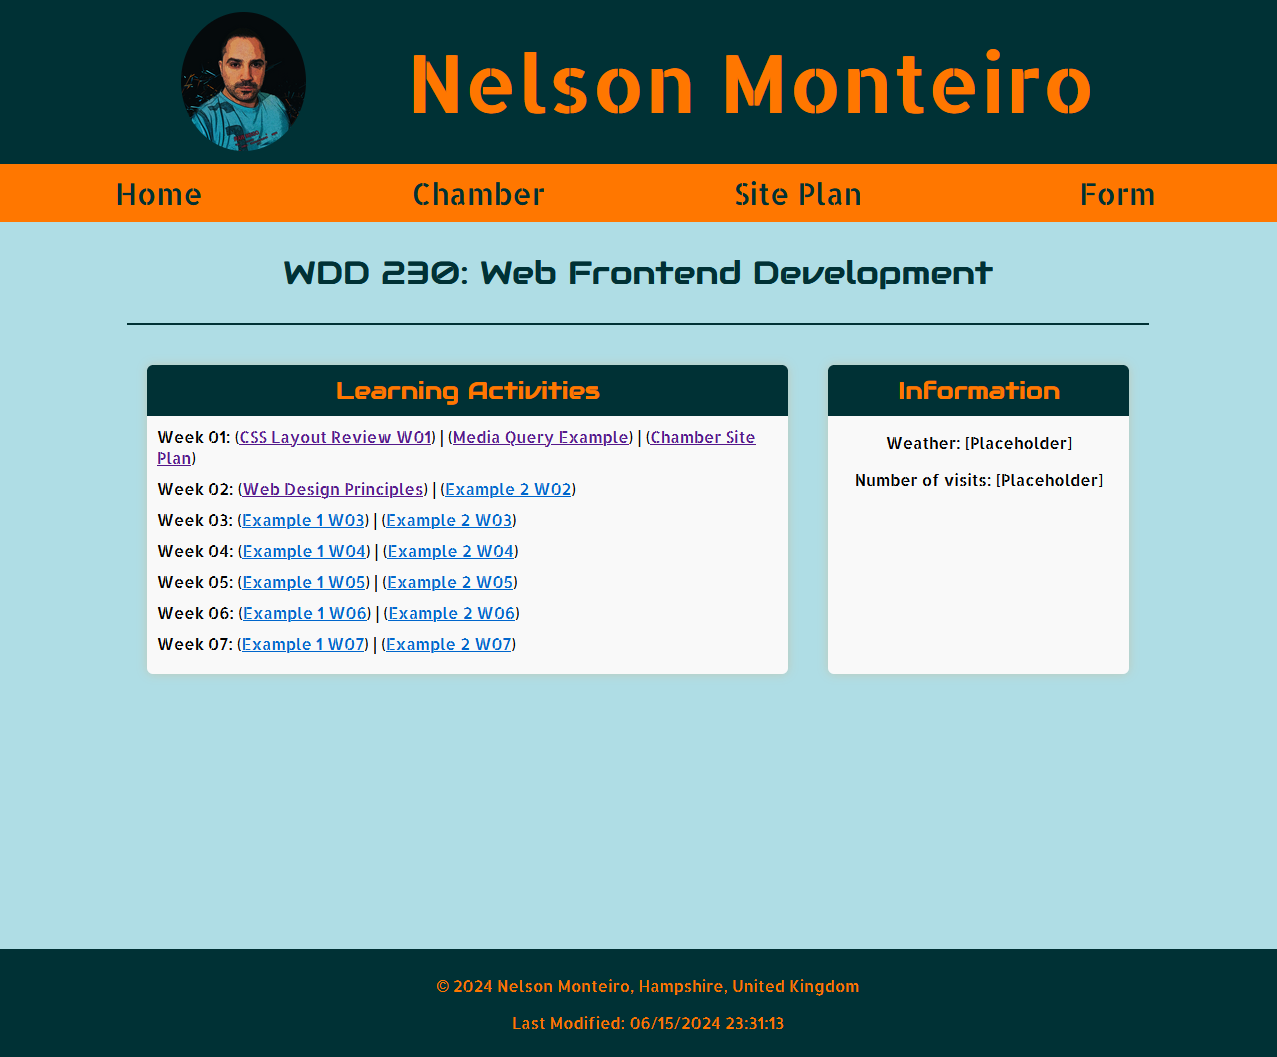 Nelson Monteiro
Home Chamber Site Plan Form
WDD 230: Web Frontend Development
Learning Activities
Week 01: (CSS Layout Review W01) | (Media Query Example) | (Chamber Site
Plan)
Week 02: (Web Design Principles) | (Example 2 W02)
Week 03: (Example 1 W03) | (Example 2 W03)
Week 04: (Example 1 W04) | (Example 2 W04)
Week 05: (Example 1 W05) | (Example 2 W05)
Week 06: (Example 1 W06) | (Example 2 W06)
Week 07: (Example 1 W07) | (Example 2 W07)
Information
Weather: [Placeholder]
Number of visits: [Placeholder]
© 2024 Nelson Monteiro, Hampshire, United Kingdom
Last Modified: 06/15/2024 23:31:13